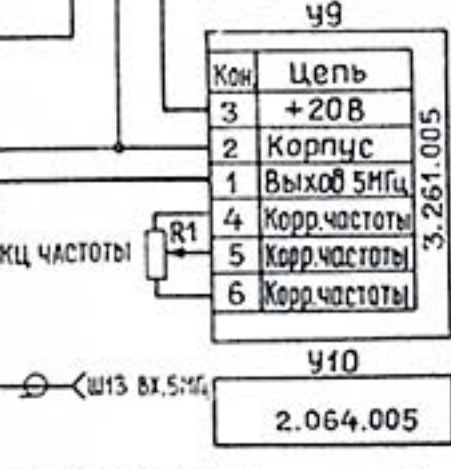 У9
Кон. Цепь
3 +20В
2 Корпус
1 Выход 5МГц
4 Корр.частоты
5 Корр.частоты
6 Корр.частоты
3.261.005
R1
КЦ ЧАСТОТЫ
У10
Ш13 ВХ.5МГц
2.064.005